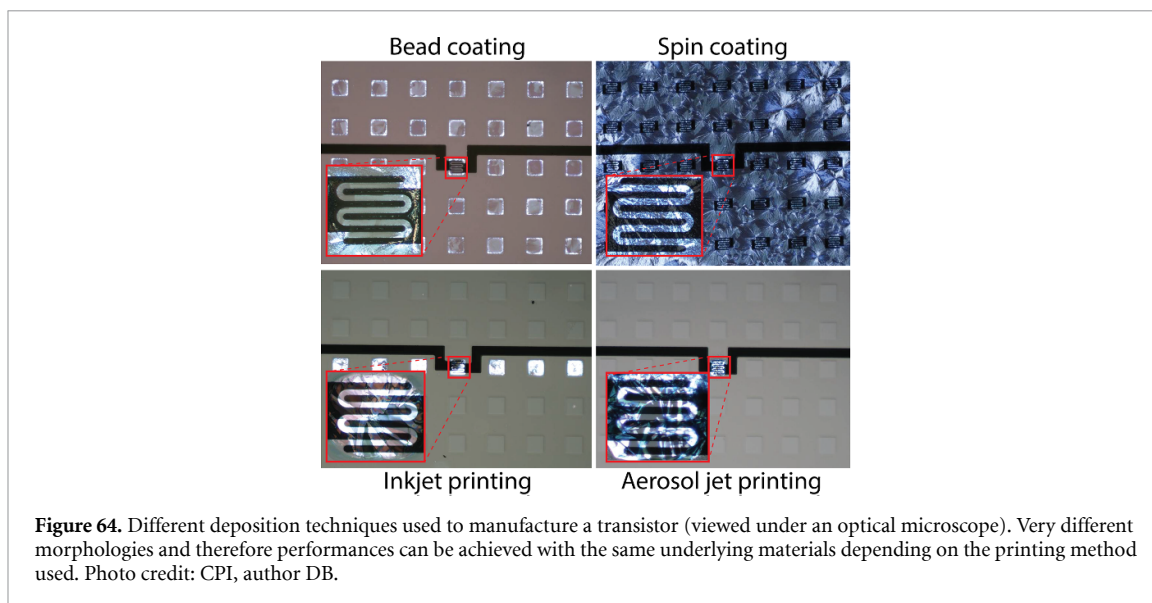 Bead coating
Spin coating
Inkjet printing
Aerosol jet printing
Figure 64. Different deposition techniques used to manufacture a transistor (viewed under an optical microscope). Very different
morphologies and therefore performances can be achieved with the same underlying materials depending on the printing method
used. Photo credit: CPI, author DB.